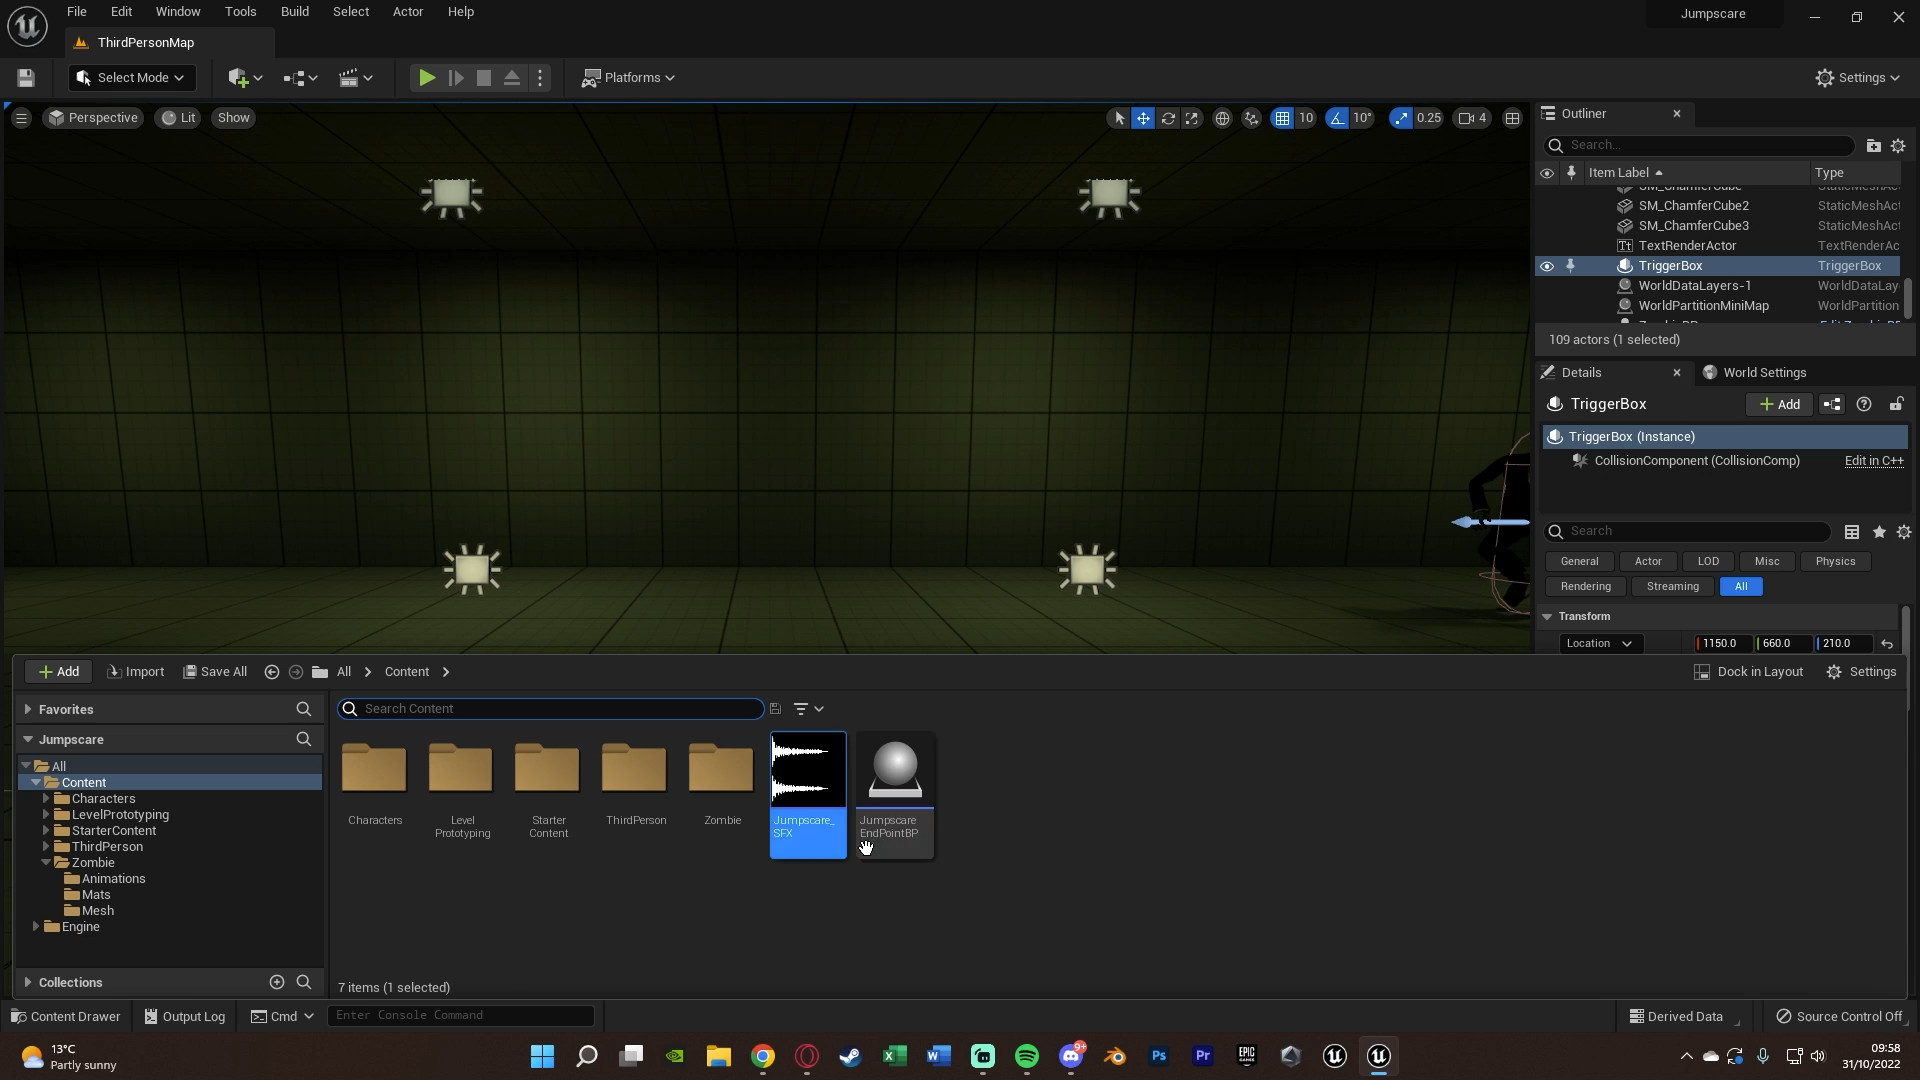 File Edit Window Tools Build Select Actor Help
Jumpscare
ThirdPersonMap
Select Mode
Platforms
Settings
Perspective Lit Show
10 10° 0.25 4
Outliner
Search...
Item Label Type
SM_ChamferCube StaticMeshAct
SM_ChamferCube2 StaticMeshAct
SM_ChamferCube3 StaticMeshAct
TextRenderActor TextRenderAc
TriggerBox TriggerBox
WorldDataLayers-1 WorldDataLay
WorldPartitionMiniMap WorldPartition
109 actors (1 selected)
Details World Settings
TriggerBox
Add
TriggerBox (Instance)
CollisionComponent (CollisionComp) Edit in C++
Search
General Actor LOD Misc Physics
Rendering Streaming All
Transform
Location 1150.0 660.0 210.0
Add Import Save All All Content
Dock in Layout Settings
Favorites
Search Content
Jumpscare
All
Content
Characters
LevelPrototyping
StarterContent
ThirdPerson
Zombie
Animations
Mats
Mesh
Engine
Collections
Characters
Level
Prototyping
Starter
Content
ThirdPerson
Zombie
Jumpscare_
SFX
Jumpscare
EndPointBP
7 items (1 selected)
Content Drawer Output Log Cmd Enter Console Command
Derived Data Source Control Off
13°C
Partly sunny
9+
Ps
Pr
EPIC
GAMES
09:58
31/10/2022